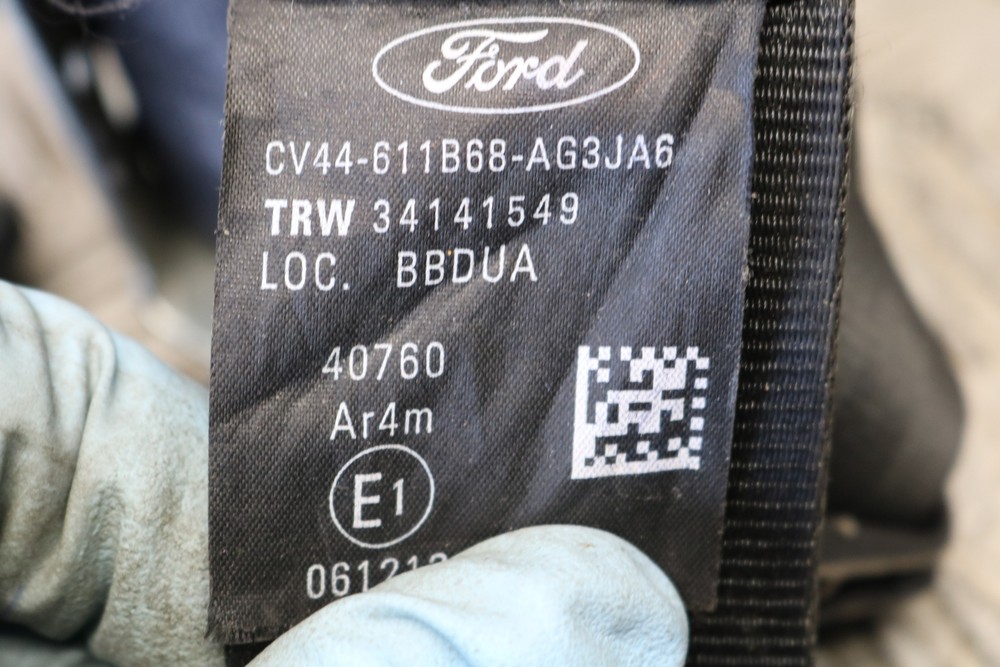 Ford
CV44-611B68-AG3JA6
TRW 34141549
LOC. BBDUA
40760
Ar4m
E1